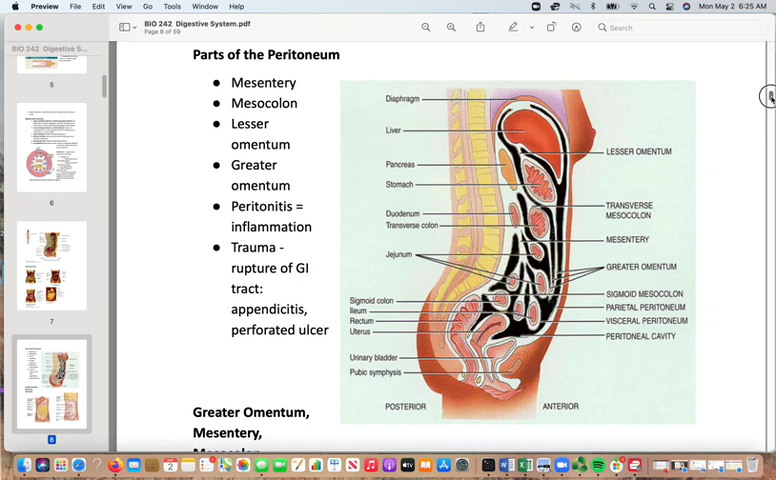 Preview File Edit View Go Tools Window Help
Mon May 2 6:25 AM
BIO 242 Digestive System.pdf
Page 8 of 59
Search
BIO 242 Digestive S...
5
6
7
8
Parts of the Peritoneum
● Mesentery
● Mesocolon
● Lesser
omentum
● Greater
omentum
● Peritonitis =
inflammation
● Trauma -
rupture of GI
tract:
appendicitis,
perforated ulcer
Diaphragm
Liver
Pancreas
Stomach
Duodenum
Transverse colon
Jejunum
Sigmoid colon
Ileum
Rectum
Uterus
Urinary bladder
Pubic symphysis
LESSER OMENTUM
TRANSVERSE
MESOCOLON
MESENTERY
GREATER OMENTUM
SIGMOID MESOCOLON
PARIETAL PERITONEUM
VISCERAL PERITONEUM
PERITONEAL CAVITY
POSTERIOR
ANTERIOR
Greater Omentum,
Mesentery,